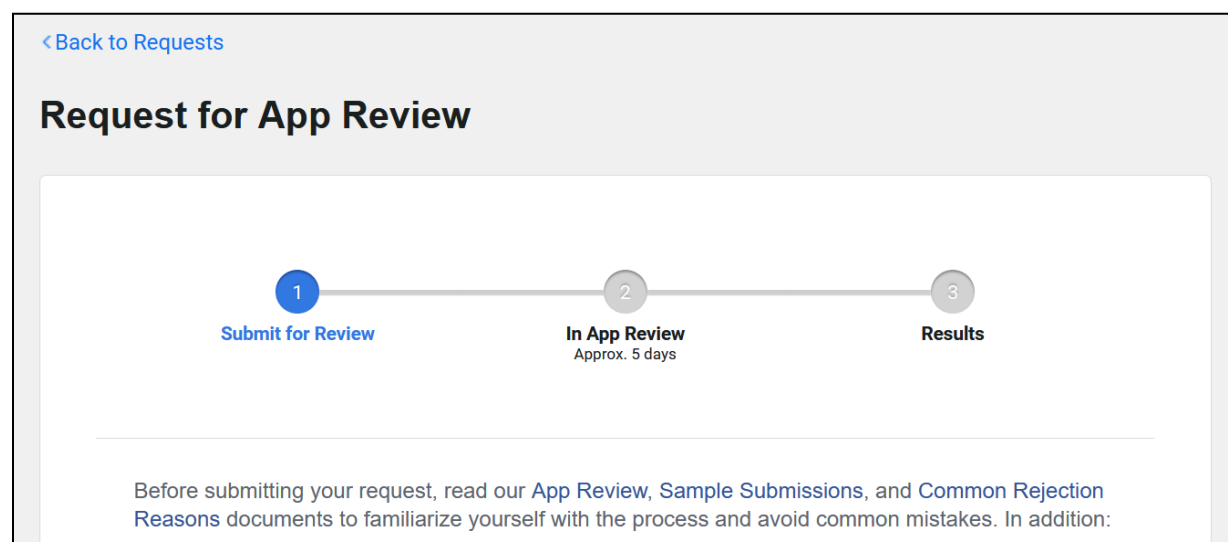 Back to Requests
Request for App Review
1
2
3
Submit for Review
In App Review
Results
Approx. 5 days
Before submitting your request, read our App Review, Sample Submissions, and Common Rejection
Reasons documents to familiarize yourself with the process and avoid common mistakes. In addition: